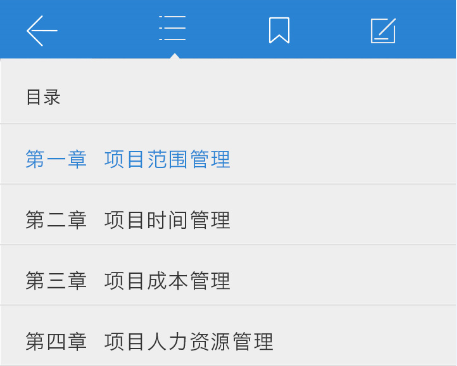 目录
第一章 项目范围管理
第二章 项目时间管理
第三章 项目成本管理
第四章 项目人力资源管理